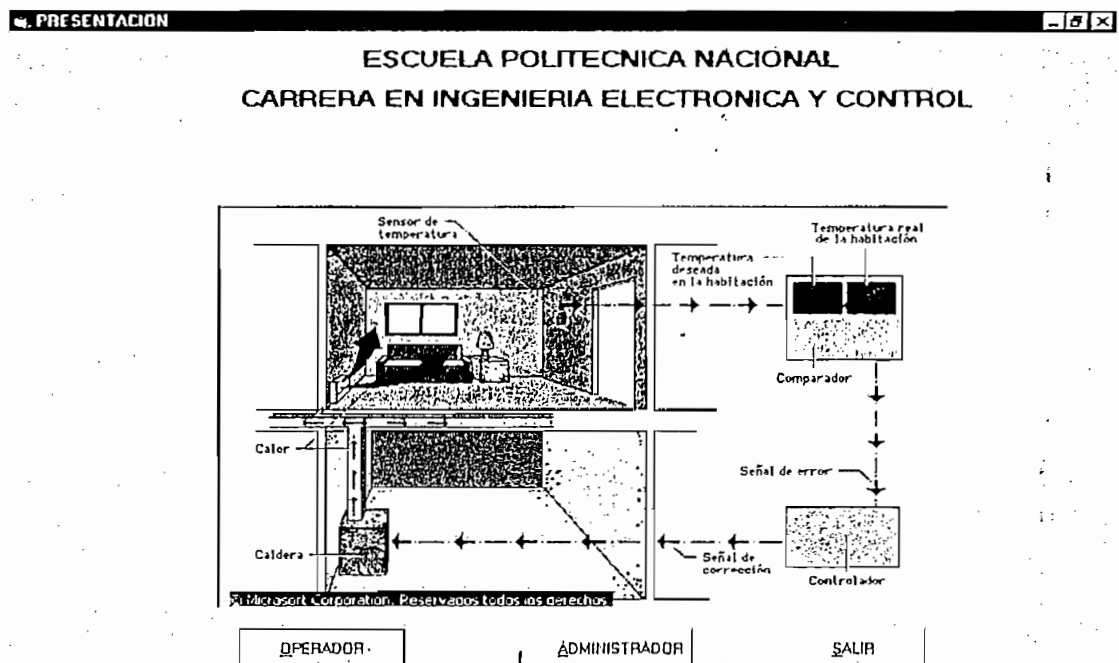 PRESENTACION
ESCUELA POLITECNICA NACIONAL
CARRERA EN INGENIERIA ELECTRONICA Y CONTROL
Sensor de
temperatura
Temperatura real
de la habitación
Temperatura
deseada
en la habitación
Comparador
Calor
Señal de error
Caldera
Señal de
corrección
Controlador
Microsoft Corporation. Reservados todos los derechos.
OPERADOR
ADMINISTRADOR
SALIR